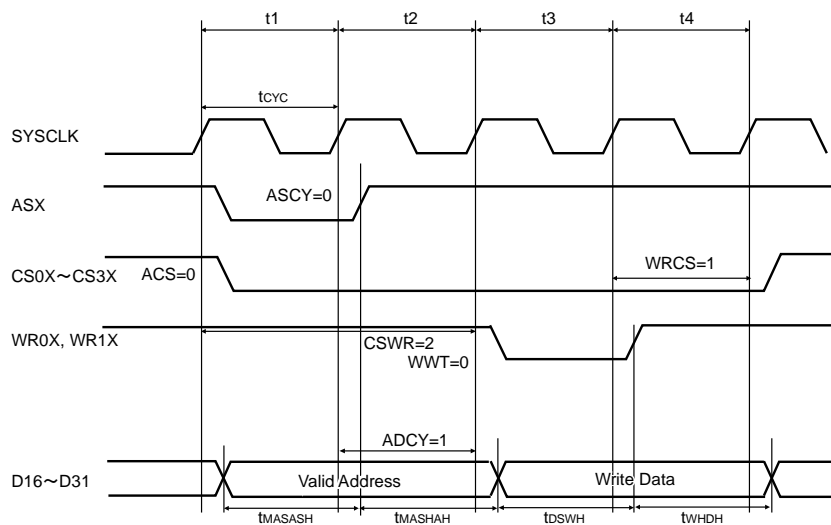 t1 t2 t3 t4
tCYC
SYSCLK
ASX
ASCY=0
CS0X～CS3X
ACS=0
WRCS=1
WR0X, WR1X
CSWR=2
WWT=0
ADCY=1
D16～D31
Valid Address
Write Data
tMASASH
tMASHAH
tDSWH
tWHDH